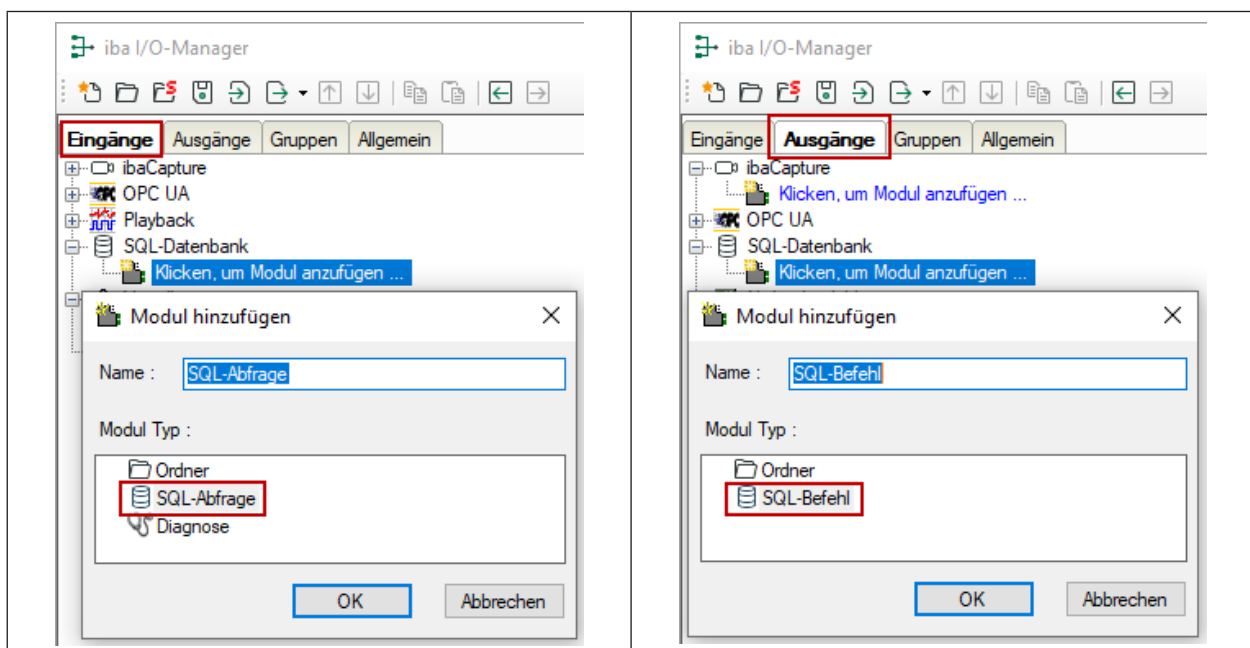 iba I/O-Manager
Eingänge Ausgänge Gruppen Allgemein
ibaCapture
OPC UA
Playback
SQL-Datenbank
Klicken, um Modul anzufügen ...
Modul hinzufügen
Name : SQL-Abfrage
Modul Typ :
Ordner
SQL-Abfrage
Diagnose
OK Abbrechen
iba I/O-Manager
Eingänge Ausgänge Gruppen Allgemein
ibaCapture
Klicken, um Modul anzufügen ...
OPC UA
SQL-Datenbank
Klicken, um Modul anzufügen ...
Modul hinzufügen
Name : SQL-Befehl
Modul Typ :
Ordner
SQL-Befehl
OK Abbrechen